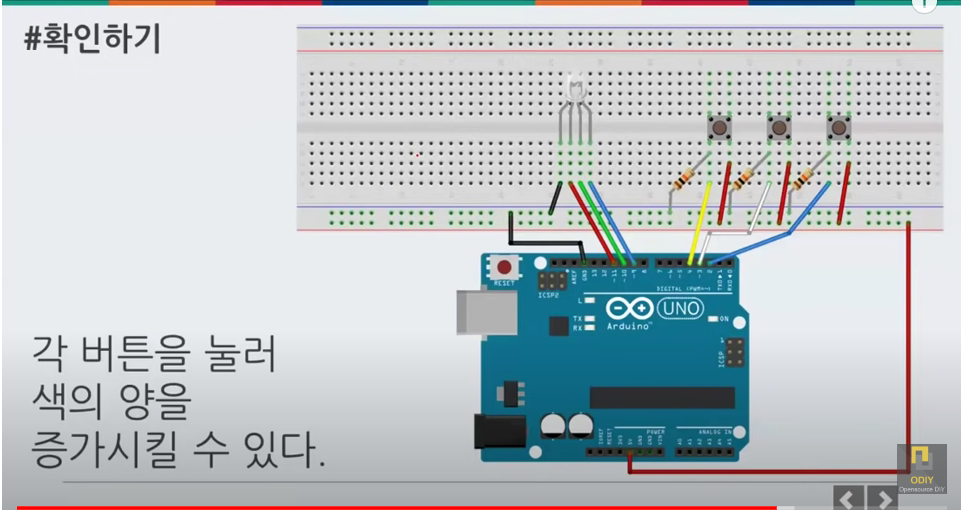 #확인하기
RESET
ICSP2
AREF
GND
13
12
~11
~10
~9
8
7
~6
~5
4
~3
2
TX0▶1
RX0◀0
DIGITAL (PWM~)
L
TX
RX
UNO
ON
Arduino™
ICSP
각 버튼을 눌러
색의 양을
증가시킬 수 있다.
POWER
ANALOG IN
IOREF
RESET
3V3
5V
GND
GND
VIN
A0
A1
A2
A3
A4
A5
ODIY
Opensource DIY